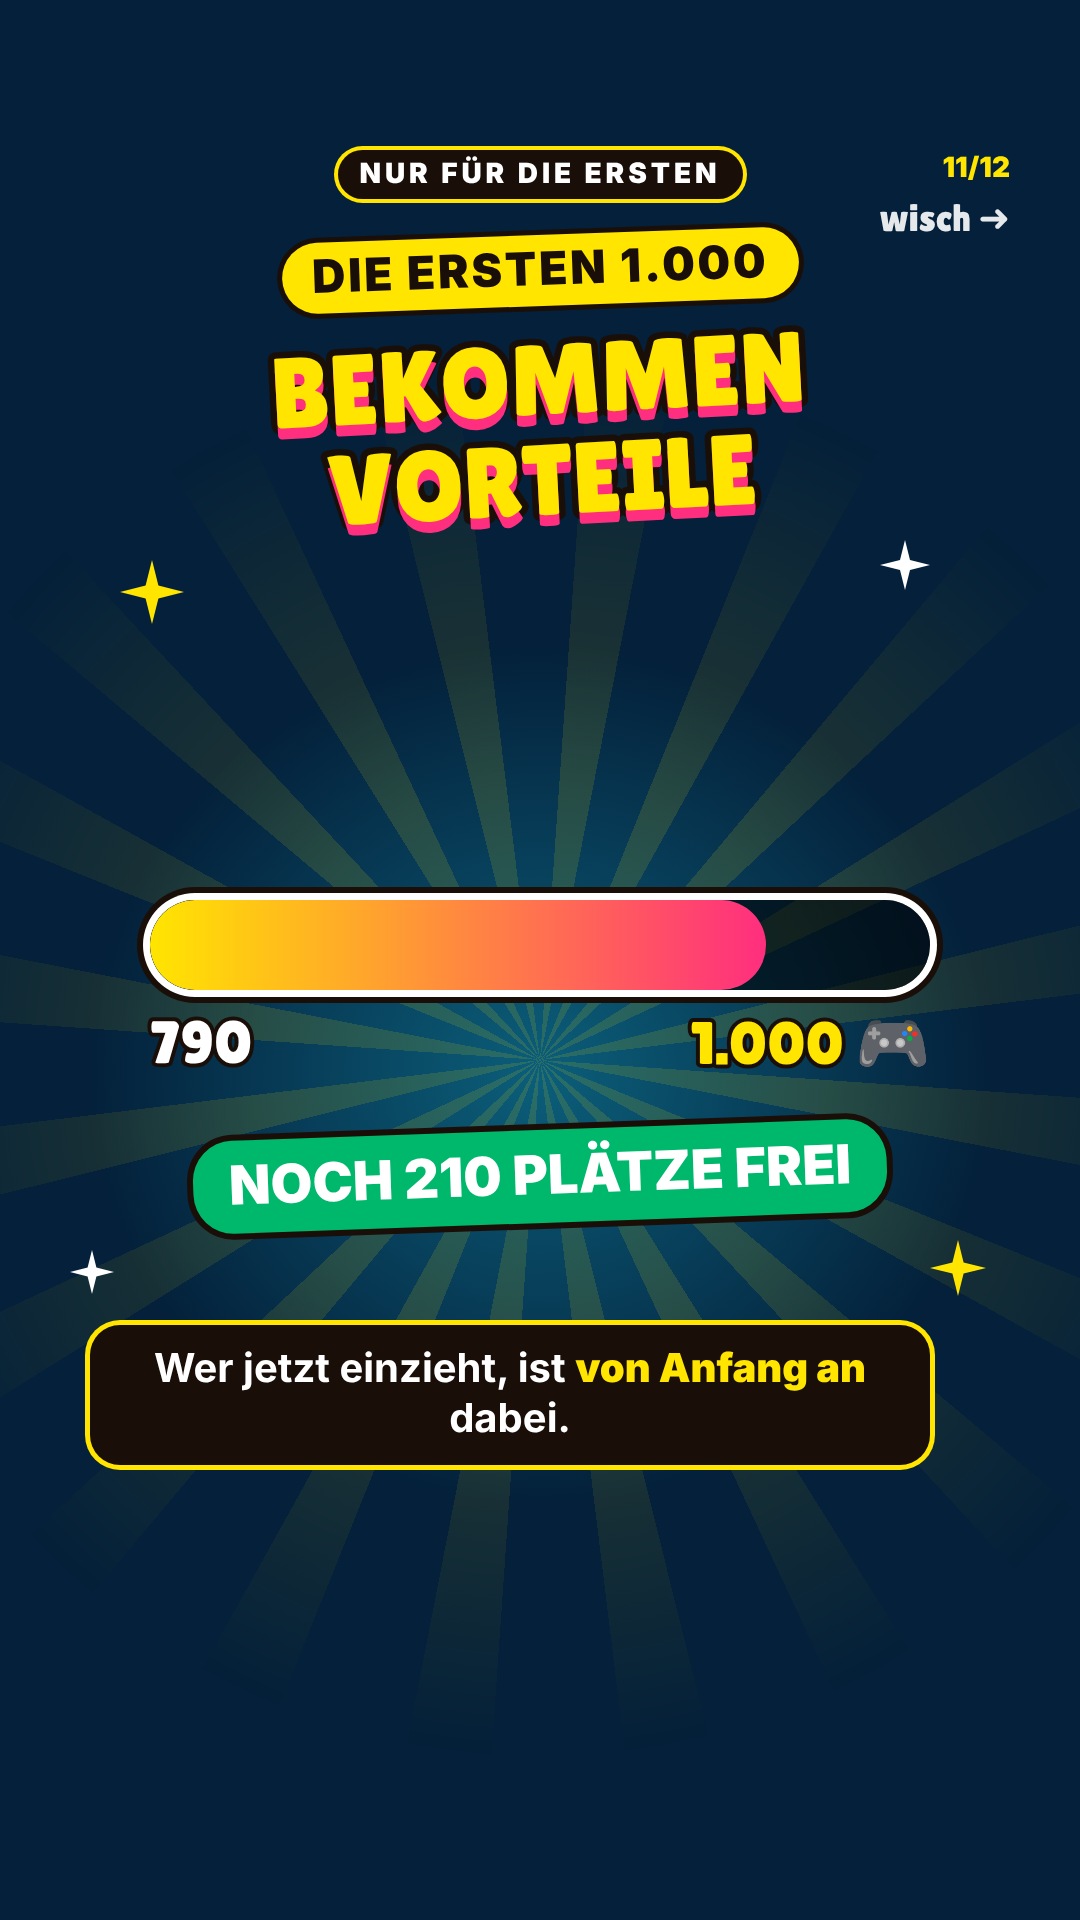 NUR FÜR DIE ERSTEN
11/12
wisch →
DIE ERSTEN 1.000
BEKOMMEN
VORTEILE
790
1.000 🎮
NOCH 210 PLÄTZE FREI
Wer jetzt einzieht, ist von Anfang an
dabei.